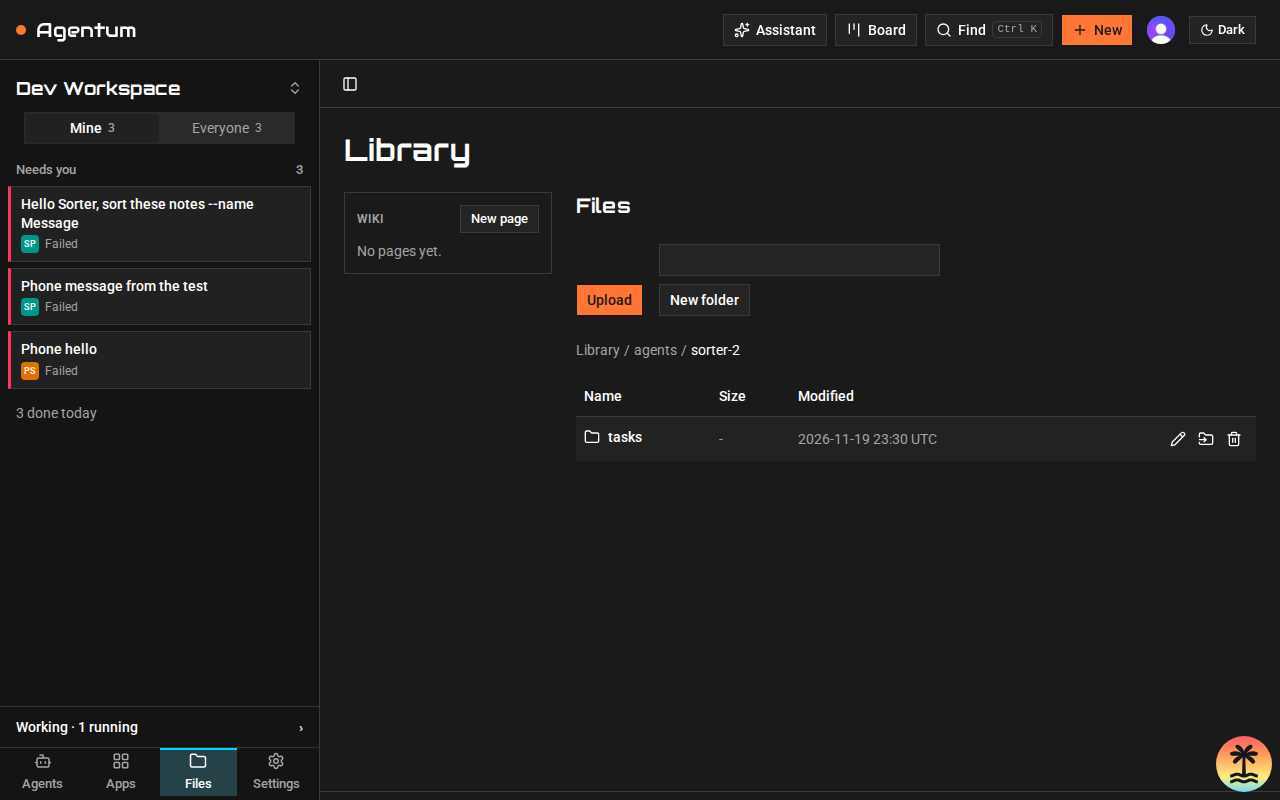 Agentum
Assistant
Board
Find Ctrl K
New
Dark
Dev Workspace
Mine 3
Everyone 3
Needs you 3
Hello Sorter, sort these notes --name
Message
SP Failed
Phone message from the test
SP Failed
Phone hello
PS Failed
3 done today
Working · 1 running ›
Agents
Apps
Files
Settings
Library
WIKI
New page
No pages yet.
Files
Upload
New folder
Library / agents / sorter-2
Name Size Modified
tasks - 2026-11-19 23:30 UTC